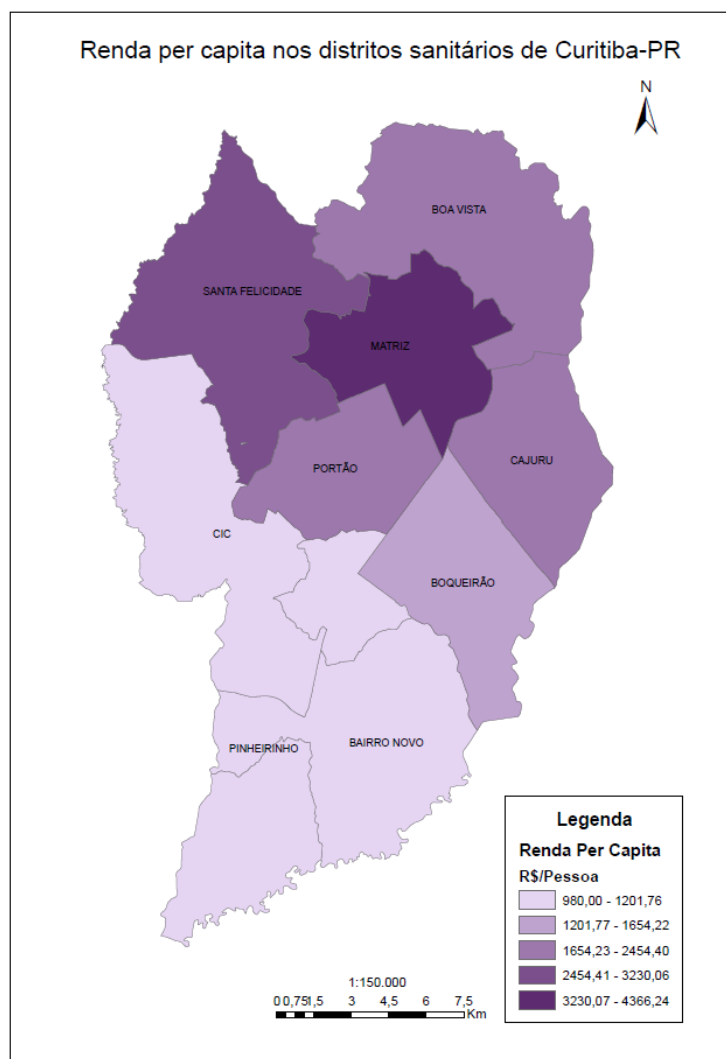 Renda per capita nos distritos sanitários de Curitiba-PR
N
BOA VISTA
SANTA FELICIDADE
MATRIZ
PORTÃO
CAJURU
CIC
BOQUEIRÃO
PINHEIRINHO
BAIRRO NOVO
Legenda
Renda Per Capita
R$/Pessoa
980,00 - 1201,76
1201,77 - 1654,22
1654,23 - 2454,40
2454,41 - 3230,06
3230,07 - 4366,24
1:150.000
0 0,75 1,5 3 4,5 6 7,5
Km